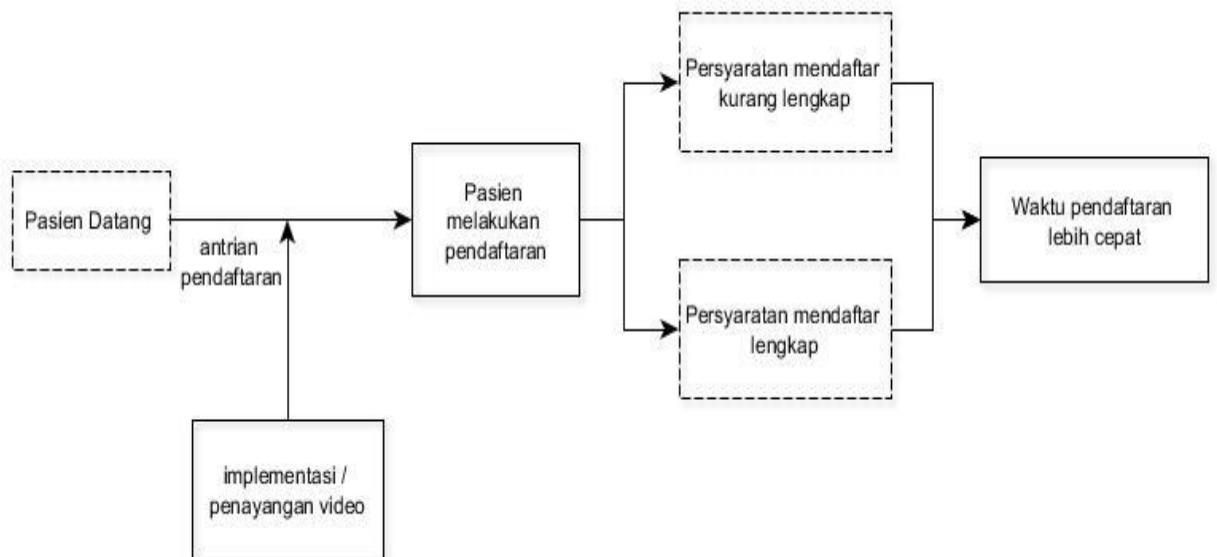 Pasien Datang
antrian
pendaftaran
implementasi /
penayangan video
Pasien
melakukan
pendaftaran
Persyaratan mendaftar
kurang lengkap
Persyaratan mendaftar
lengkap
Waktu pendaftaran
lebih cepat